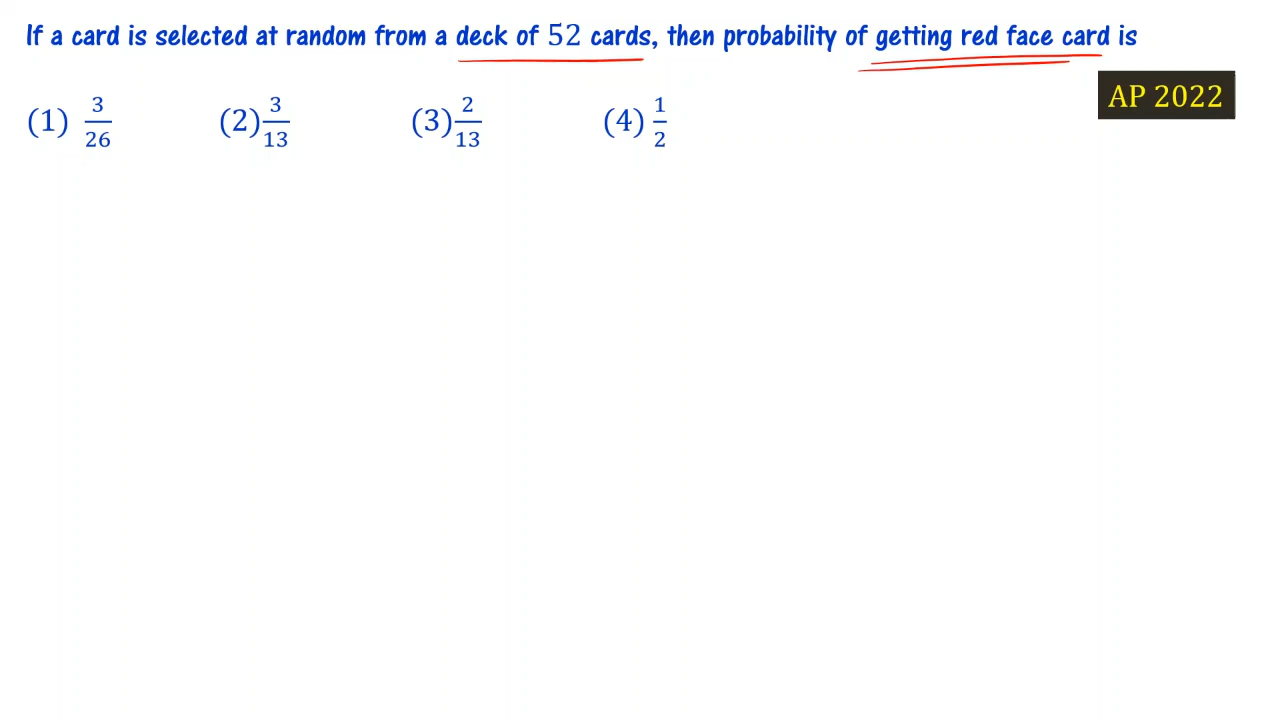 If a card is selected at random from a deck of 52 cards, then probability of getting red face card is
AP 2022
(1) 3/26 (2) 3/13 (3) 2/13 (4) 1/2